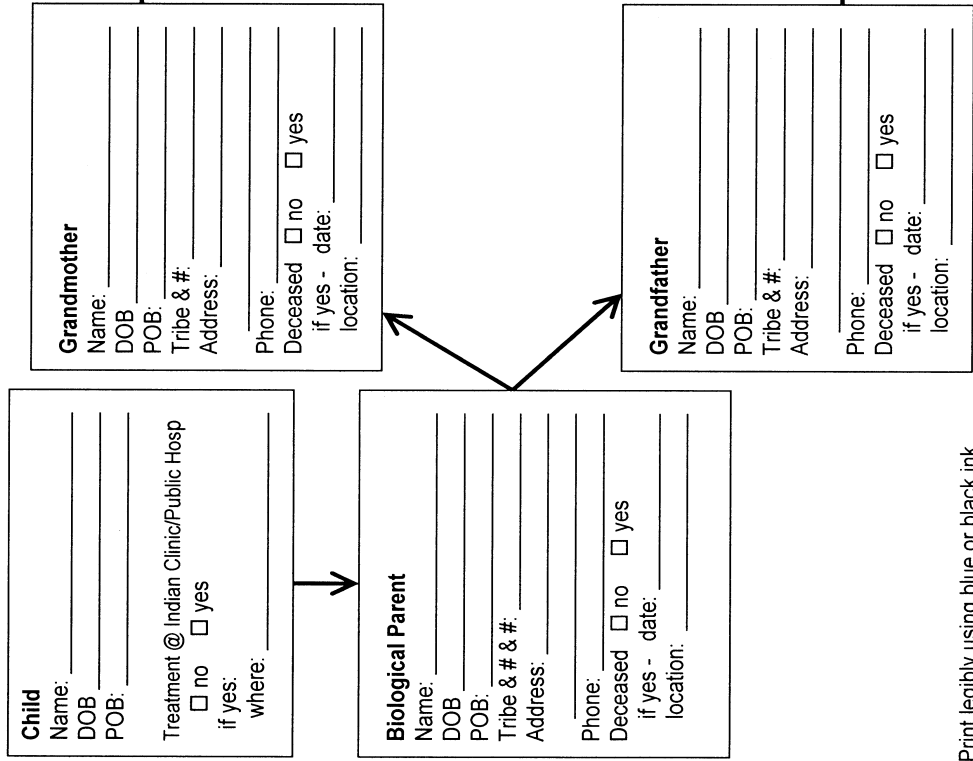 Child
Name:
DOB
POB:
Treatment @ Indian Clinic/Public Hosp
☐ no ☐ yes
if yes:
where:
Biological Parent
Name:
DOB
POB:
Tribe & # & #:
Address:
Phone:
Deceased ☐ no ☐ yes
if yes - date:
location:
Grandmother
Name:
DOB
POB:
Tribe & #:
Address:
Phone:
Deceased ☐ no ☐ yes
if yes - date:
location:
Grandfather
Name:
DOB
POB:
Tribe & #:
Address:
Phone:
Deceased ☐ no ☐ yes
if yes - date:
location:
Print legibly using blue or black ink